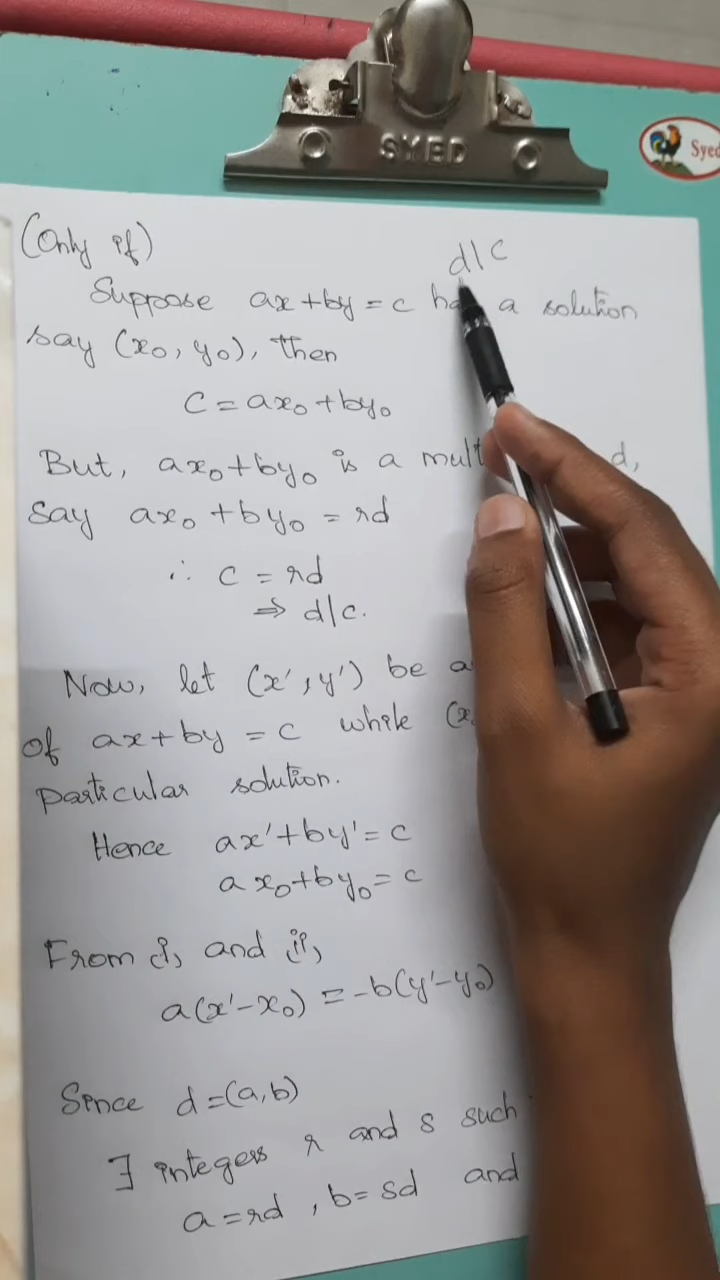 SYED
Syed
(Only if)
d|c
Suppose ax + by = c a solution
say (x₀, y₀), then
C = ax₀ + by₀
But, ax₀ + by₀ is a d,
say ax₀ + by₀ = rd
∴ c = rd
⇒ d/c.
Now, let (x', y') be a
of ax + by = c while
particular solution.
Hence ax' + by' = c
ax₀ + by₀ = c
From i, and ii,
a(x' - x₀) = -b(y' - y₀)
Since d = (a, b)
∃ integers r and s such
a = rd , b = sd and